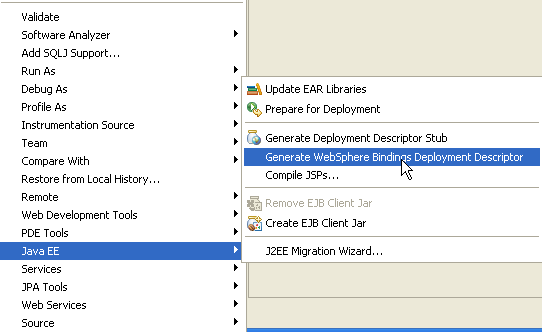 Validate
Software Analyzer
Add SQLJ Support...
Run As
Debug As
Profile As
Instrumentation Source
Team
Compare With
Restore from Local History...
Remote
Web Development Tools
PDE Tools
Java EE
Services
JPA Tools
Web Services
Source
Update EAR Libraries
Prepare for Deployment
Generate Deployment Descriptor Stub
Generate WebSphere Bindings Deployment Descriptor
Compile JSPs...
Remove EJB Client Jar
Create EJB Client Jar
J2EE Migration Wizard...